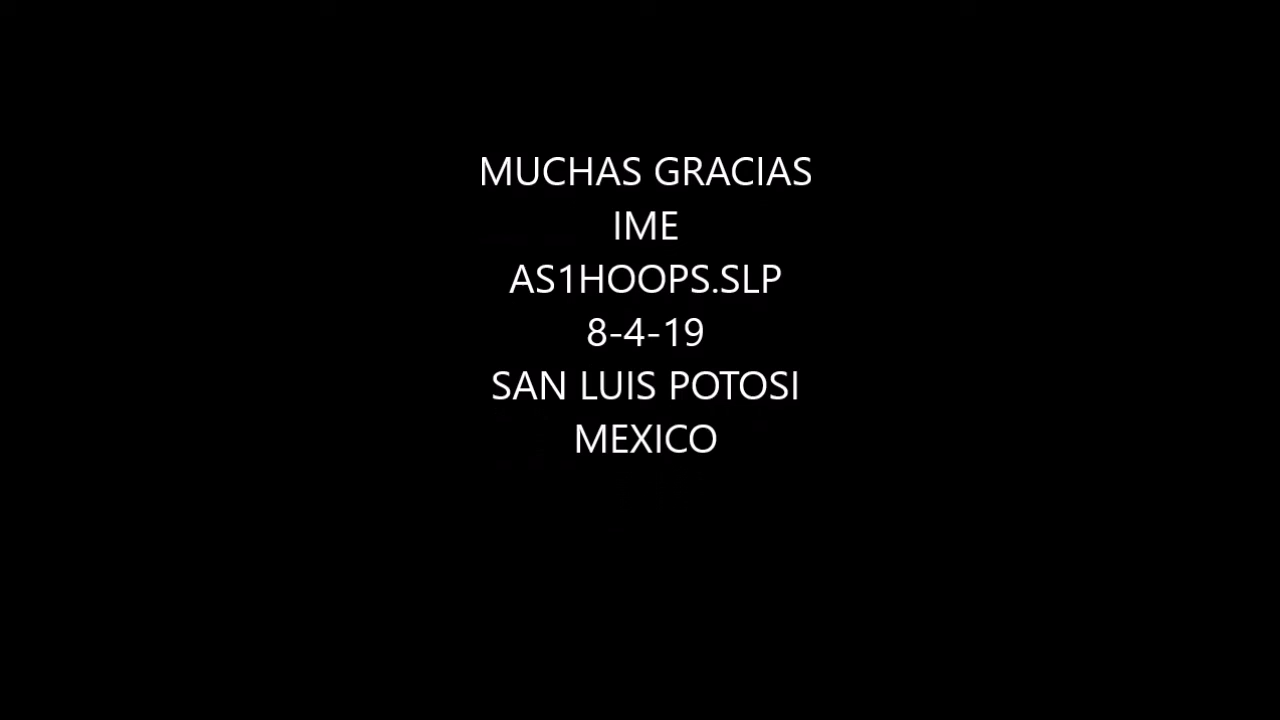 MUCHAS GRACIAS
IME
AS1HOOPS.SLP
8-4-19
SAN LUIS POTOSI
MEXICO